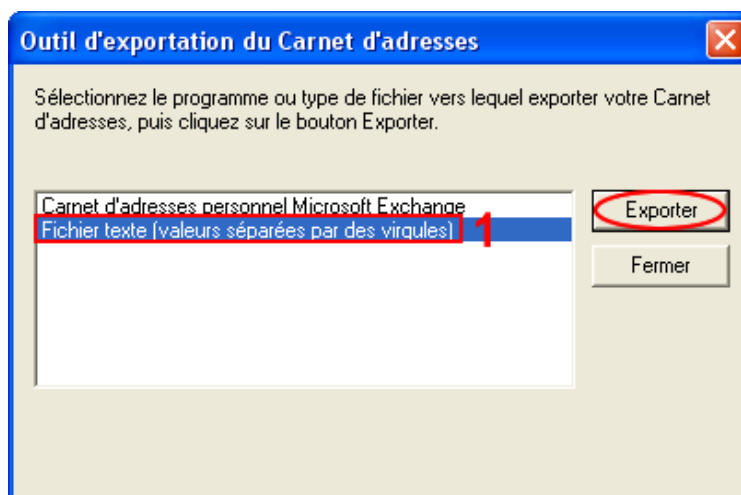 Outil d'exportation du Carnet d'adresses
Sélectionnez le programme ou type de fichier vers lequel exporter votre Carnet
d'adresses, puis cliquez sur le bouton Exporter.
Carnet d'adresses personnel Microsoft Exchange
Fichier texte (valeurs séparées par des virgules) 1
Exporter
Fermer